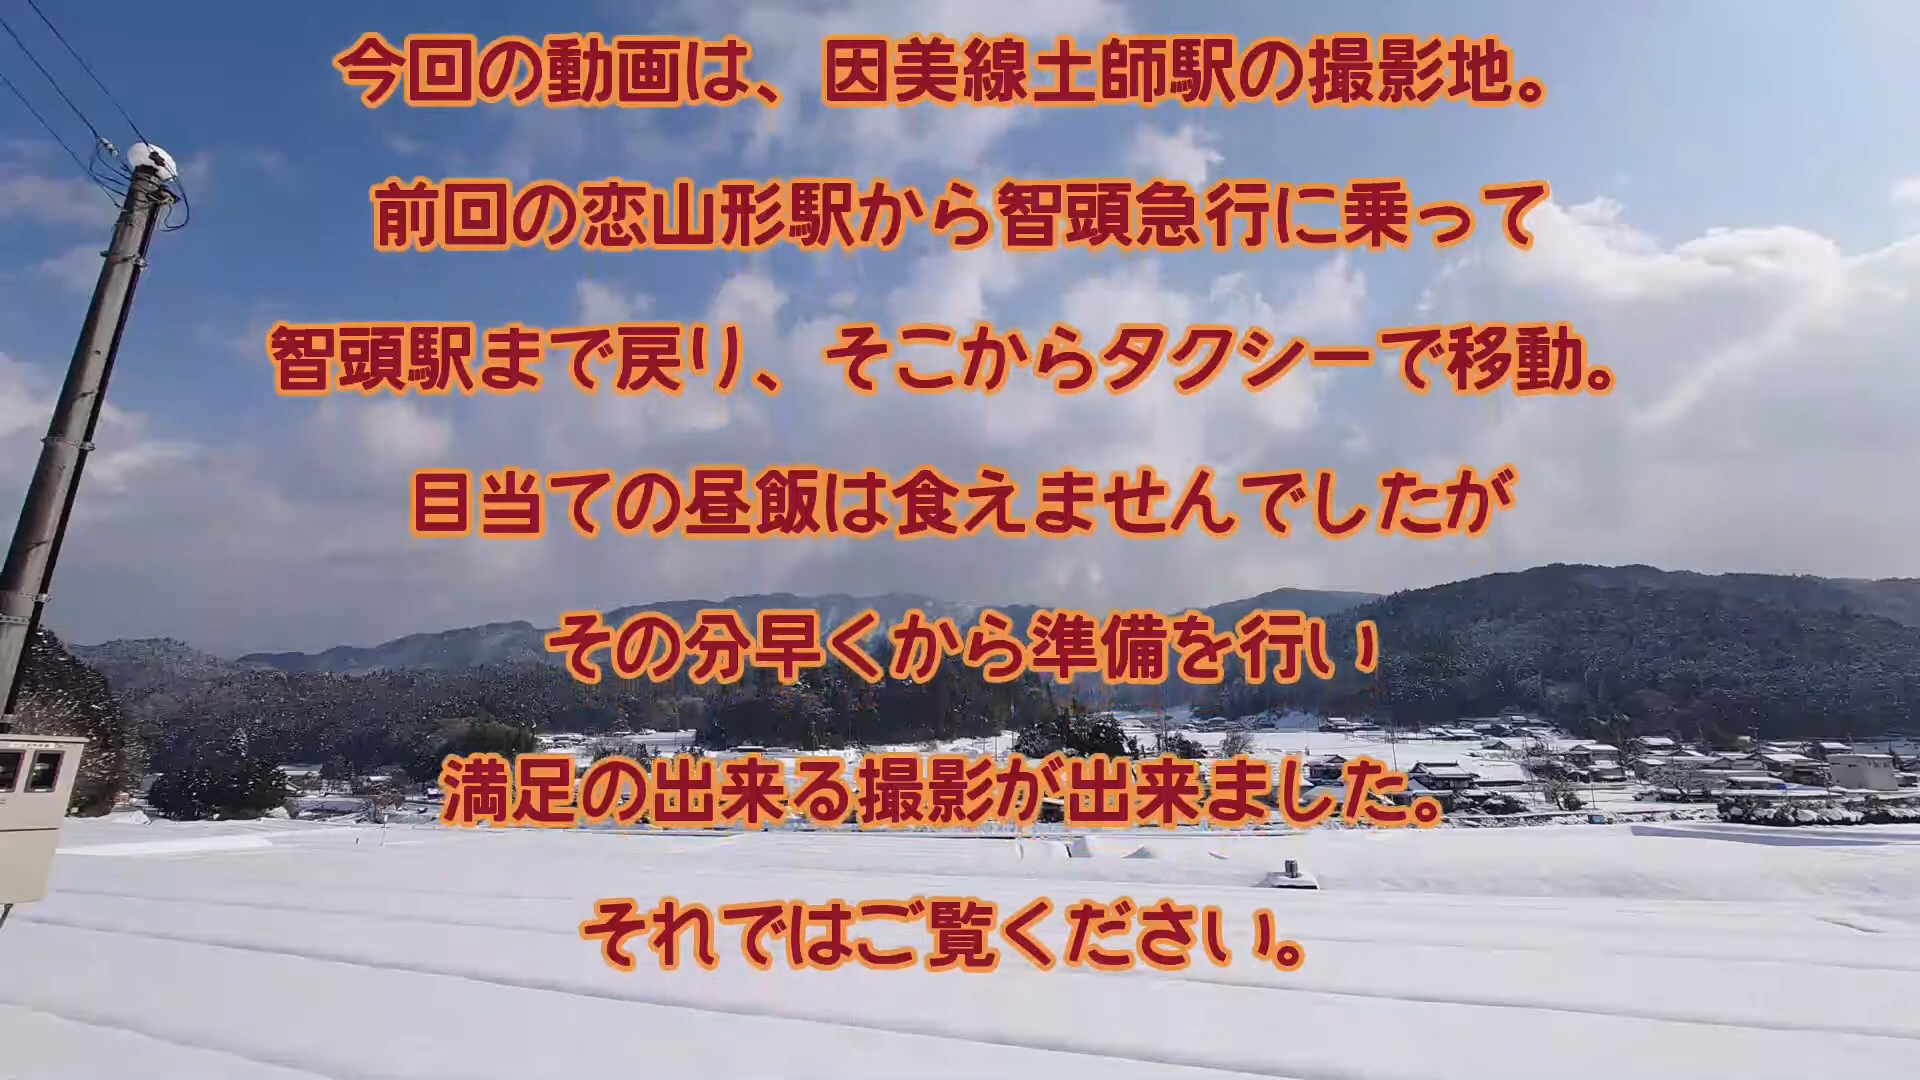 今回の動画は、因美線土師駅の撮影地。
前回の恋山形駅から智頭急行に乗って
智頭駅まで戻り、そこからタクシーで移動。
目当ての昼飯は食えませんでしたが
その分早くから準備を行い
満足の出来る撮影が出来ました。
それではご覧ください。